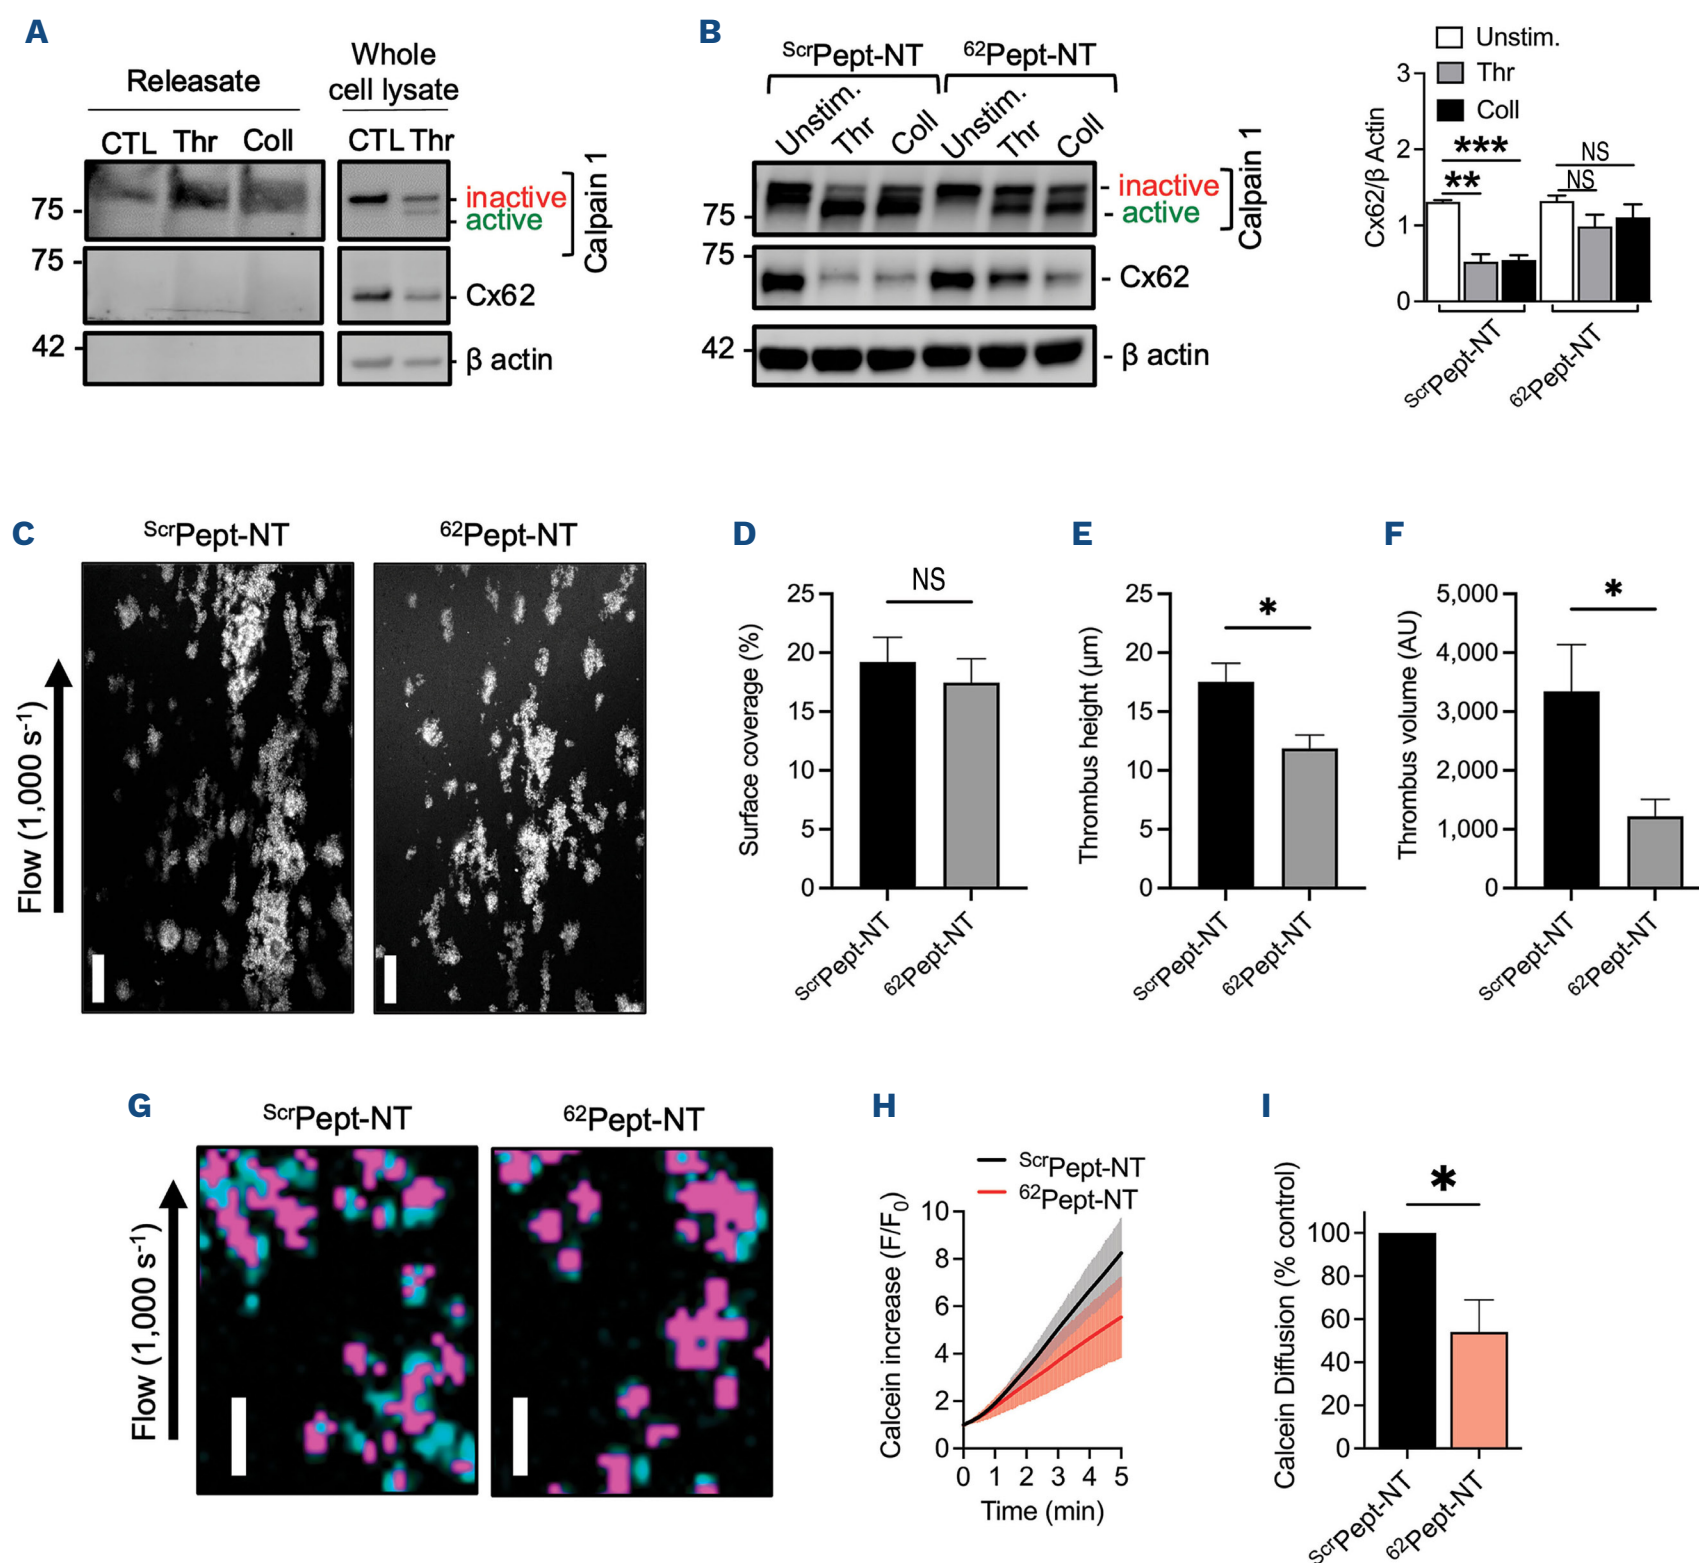 A
Releasate
Whole
cell lysate
CTL Thr Coll
CTL Thr
75
inactive
active
Calpain 1
75
Cx62
42
β actin
B
ScrPept-NT
62Pept-NT
Unstim.
Thr
Coll
Unstim.
Thr
Coll
75
- inactive
- active
Calpain 1
75
- Cx62
42
- β actin
Unstim.
Thr
Coll
Cx62/β Actin
3
2
1
0
***
**
NS
NS
ScrPept-NT
62Pept-NT
C
ScrPept-NT
62Pept-NT
Flow (1,000 s-1)
D
Surface coverage (%)
25
20
15
10
5
0
NS
ScrPept-NT
62Pept-NT
E
Thrombus height (µm)
25
20
15
10
5
0
*
ScrPept-NT
62Pept-NT
F
Thrombus volume (AU)
5,000
4,000
3,000
2,000
1,000
0
*
ScrPept-NT
62Pept-NT
G
ScrPept-NT
62Pept-NT
Flow (1,000 s-1)
H
ScrPept-NT
62Pept-NT
Calcein increase (F/F0)
10
8
6
4
2
0
0 1 2 3 4 5
Time (min)
I
Calcein Diffusion (% control)
100
80
60
40
20
0
*
ScrPept-NT
62Pept-NT